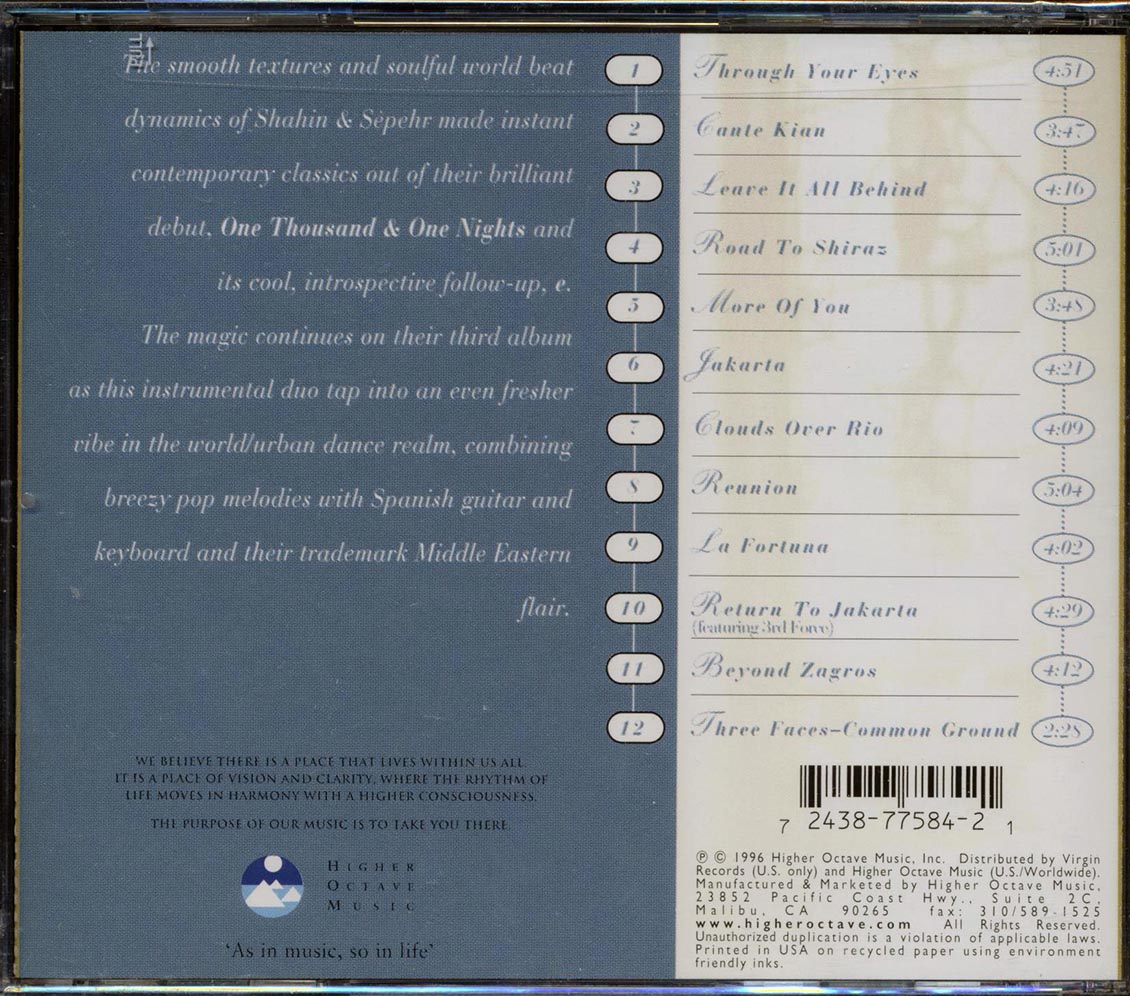 PULL
The smooth textures and soulful world beat
dynamics of Shahin & Sepehr made instant
contemporary classics out of their brilliant
debut, One Thousand & One Nights and
its cool, introspective follow-up, e.
The magic continues on their third album
as this instrumental duo tap into an even fresher
vibe in the world/urban dance realm, combining
breezy pop melodies with Spanish guitar and
keyboard and their trademark Middle Eastern
flair.
1 Through Your Eyes 4:51
2 Cante Kian 3:47
3 Leave It All Behind 4:16
4 Road To Shiraz 5:01
5 More Of You 3:48
6 Jakarta 4:21
7 Clouds Over Rio 4:09
8 Reunion 5:04
9 La Fortuna 4:02
10 Return To Jakarta 4:29
(featuring 3rd Force)
11 Beyond Zagros 4:12
12 Three Faces–Common Ground 2:28
WE BELIEVE THERE IS A PLACE THAT LIVES WITHIN US ALL.
IT IS A PLACE OF VISION AND CLARITY, WHERE THE RHYTHM OF
LIFE MOVES IN HARMONY WITH A HIGHER CONSCIOUSNESS.
THE PURPOSE OF OUR MUSIC IS TO TAKE YOU THERE.
HIGHER
OCTAVE
MUSIC
'As in music, so in life'
7 2438-77584-2 1
℗ © 1996 Higher Octave Music, Inc. Distributed by Virgin
Records (U.S. only) and Higher Octave Music (U.S./Worldwide).
Manufactured & Marketed by Higher Octave Music,
23852 Pacific Coast Hwy., Suite 2C,
Malibu, CA 90265 fax: 310/589-1525
www.higheroctave.com All Rights Reserved.
Unauthorized duplication is a violation of applicable laws.
Printed in USA on recycled paper using environment
friendly inks.